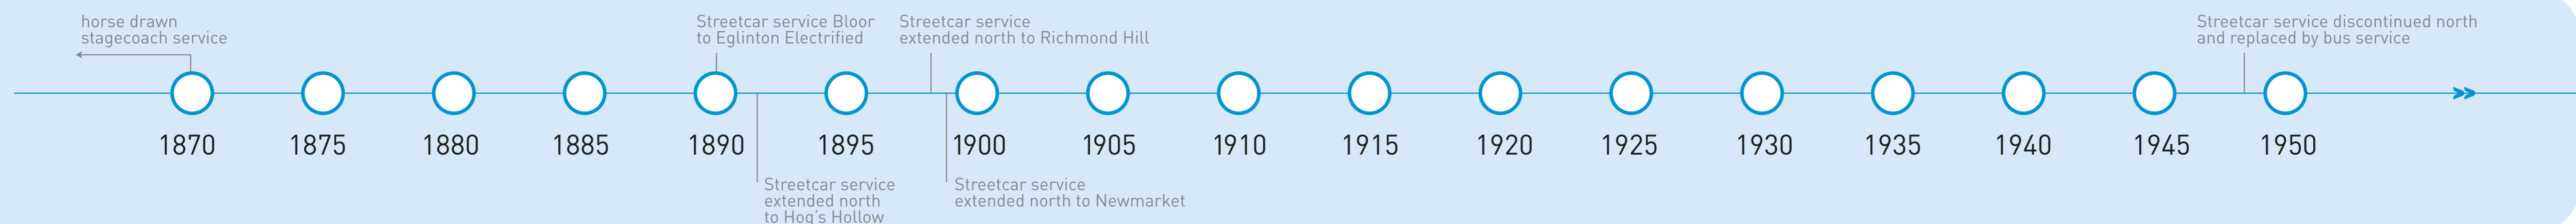 horse drawn
stagecoach service
Streetcar service Bloor
to Eglinton Electrified
Streetcar service
extended north to Richmond Hill
Streetcar service discontinued north
and replaced by bus service
1870
1875
1880
1885
1890
1895
1900
1905
1910
1915
1920
1925
1930
1935
1940
1945
1950
Streetcar service
extended north
to Hog's Hollow
Streetcar service
extended north to Newmarket